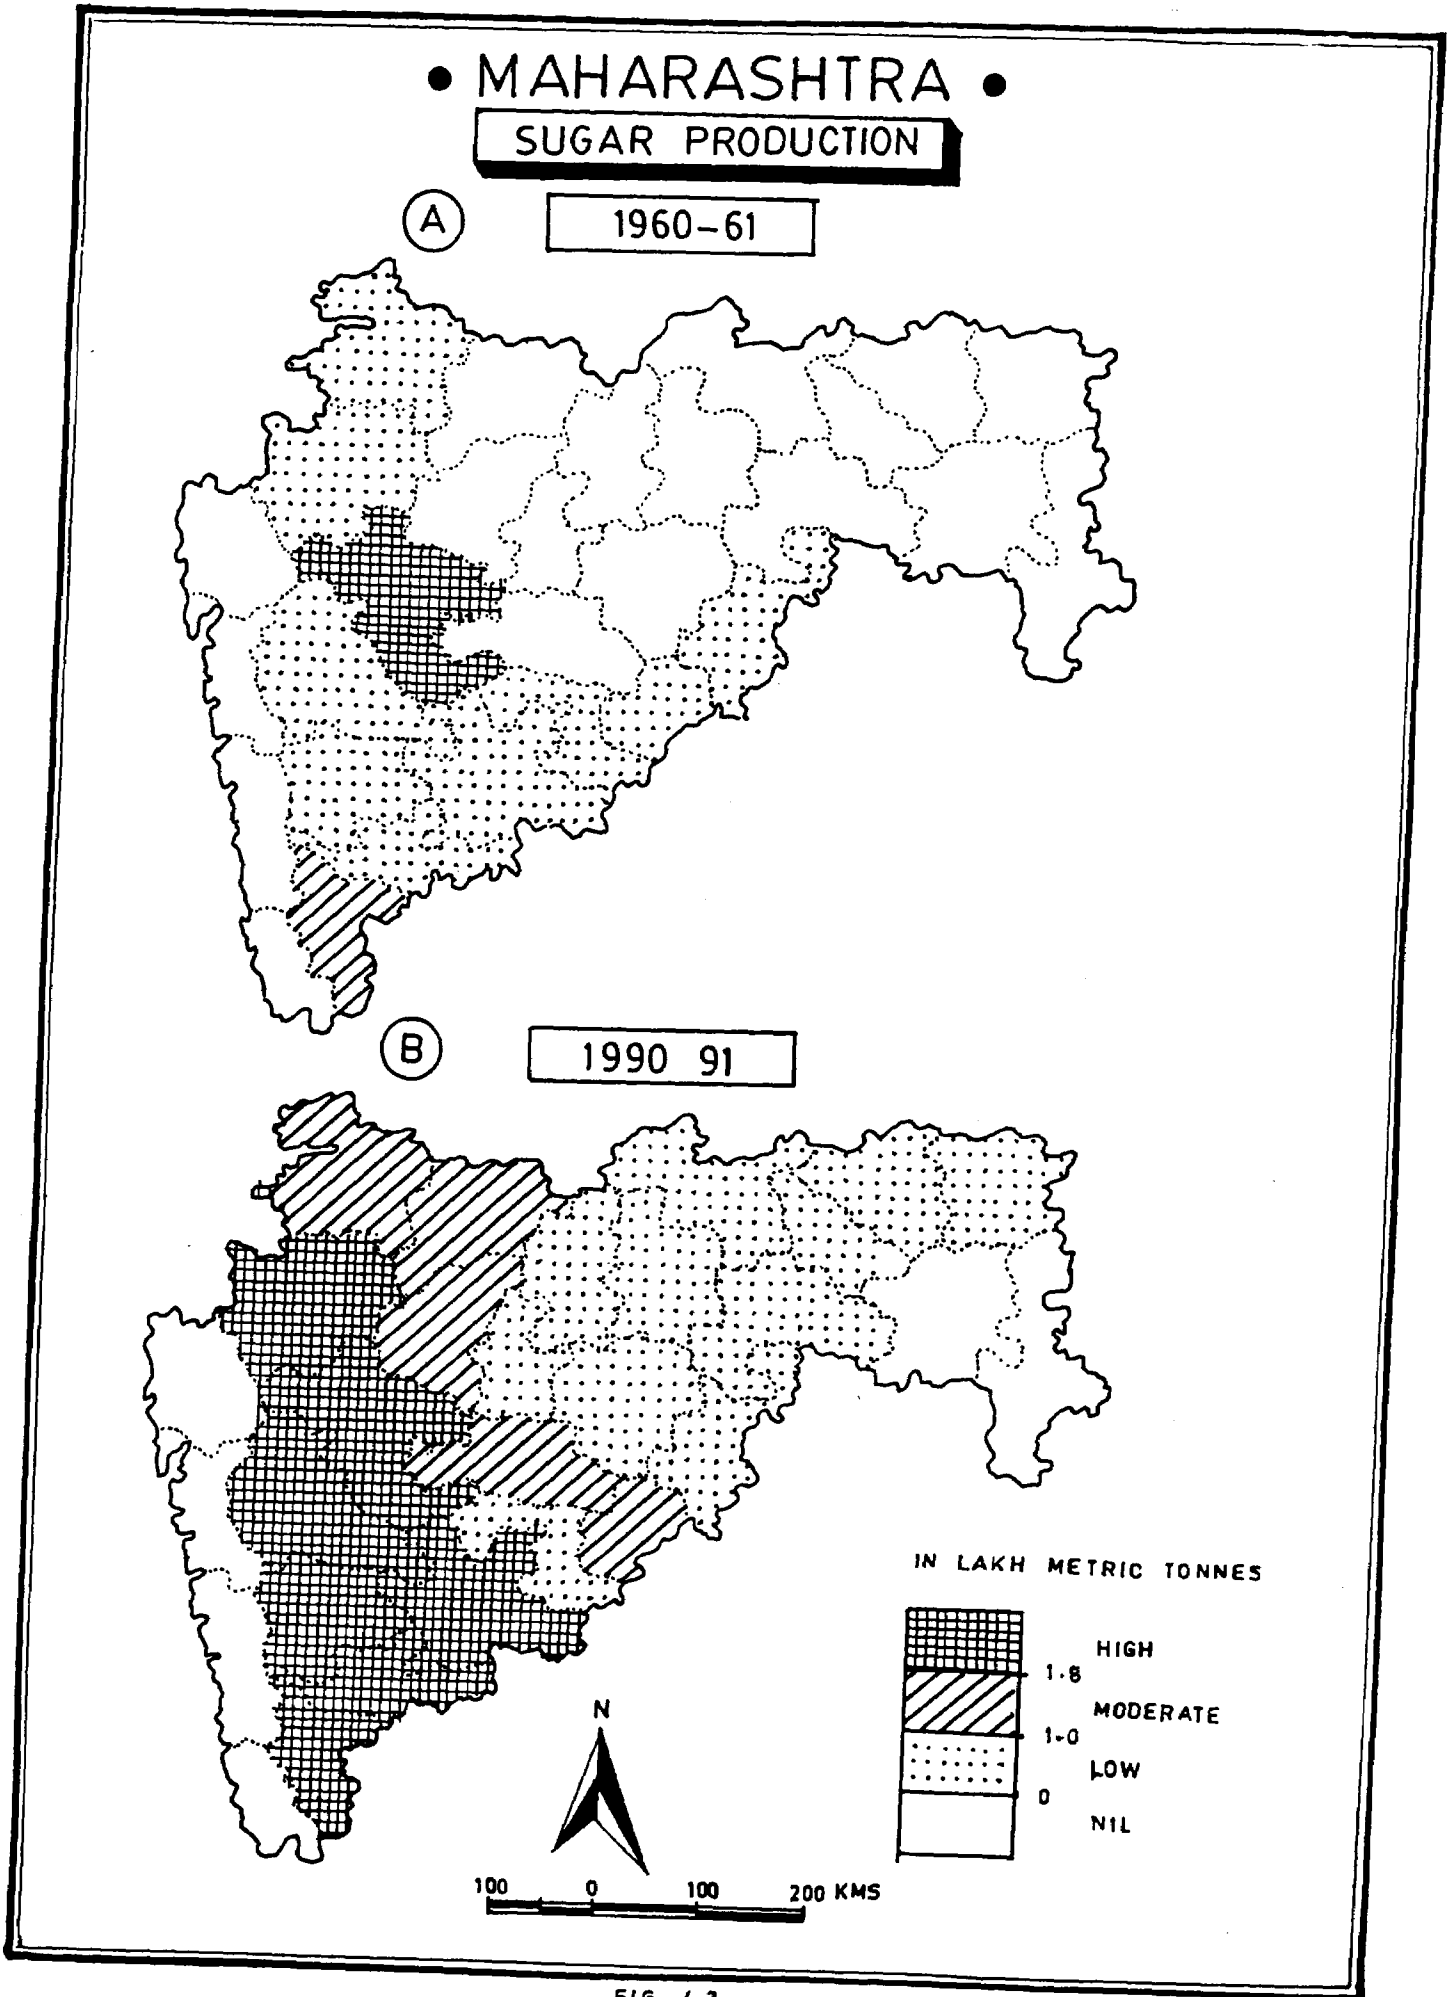 • MAHARASHTRA •
SUGAR PRODUCTION
A 1960-61
B 1990 91
IN LAKH METRIC TONNES
HIGH
1.8
MODERATE
1.0
LOW
0
NIL
N
100 0 100 200 KMS